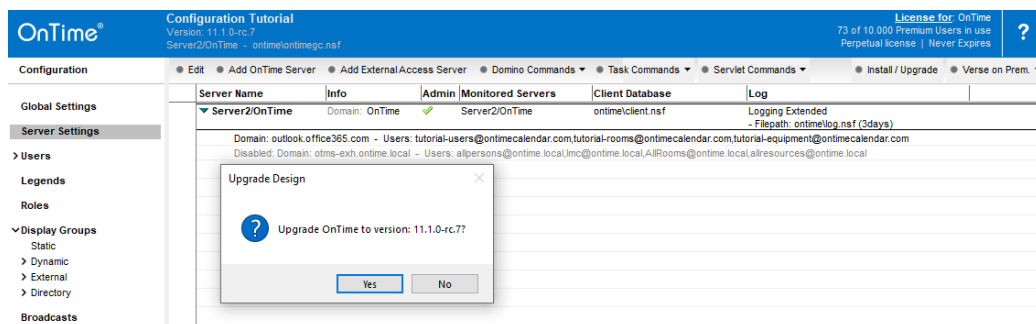 OnTime®
Configuration Tutorial
Version: 11.1.0-rc.7
Server2/OnTime - ontime\ontimegc.nsf
License for: OnTime
73 of 10.000 Premium Users in use
Perpetual license | Never Expires
?
Configuration
Edit Add OnTime Server Add External Access Server Domino Commands Task Commands Servlet Commands Install / Upgrade Verse on Prem.
Global Settings
Server Settings
Users
Legends
Roles
Display Groups
Static
Dynamic
External
Directory
Broadcasts
Server Name Info Admin Monitored Servers Client Database Log
Server2/OnTime Domain: OnTime Server2/OnTime ontime\client.nsf Logging Extended
- Filepath: ontime\log.nsf (3days)
Domain: outlook.office365.com - Users: tutorial-users@ontimecalendar.com,tutorial-rooms@ontimecalendar.com,tutorial-equipment@ontimecalendar.com
Disabled: Domain: otms-exh.ontime.local - Users: allpersons@ontime.local,lmc@ontime.local,AllRooms@ontime.local,allresources@ontime.local
Upgrade Design
Upgrade OnTime to version: 11.1.0-rc.7?
Yes No